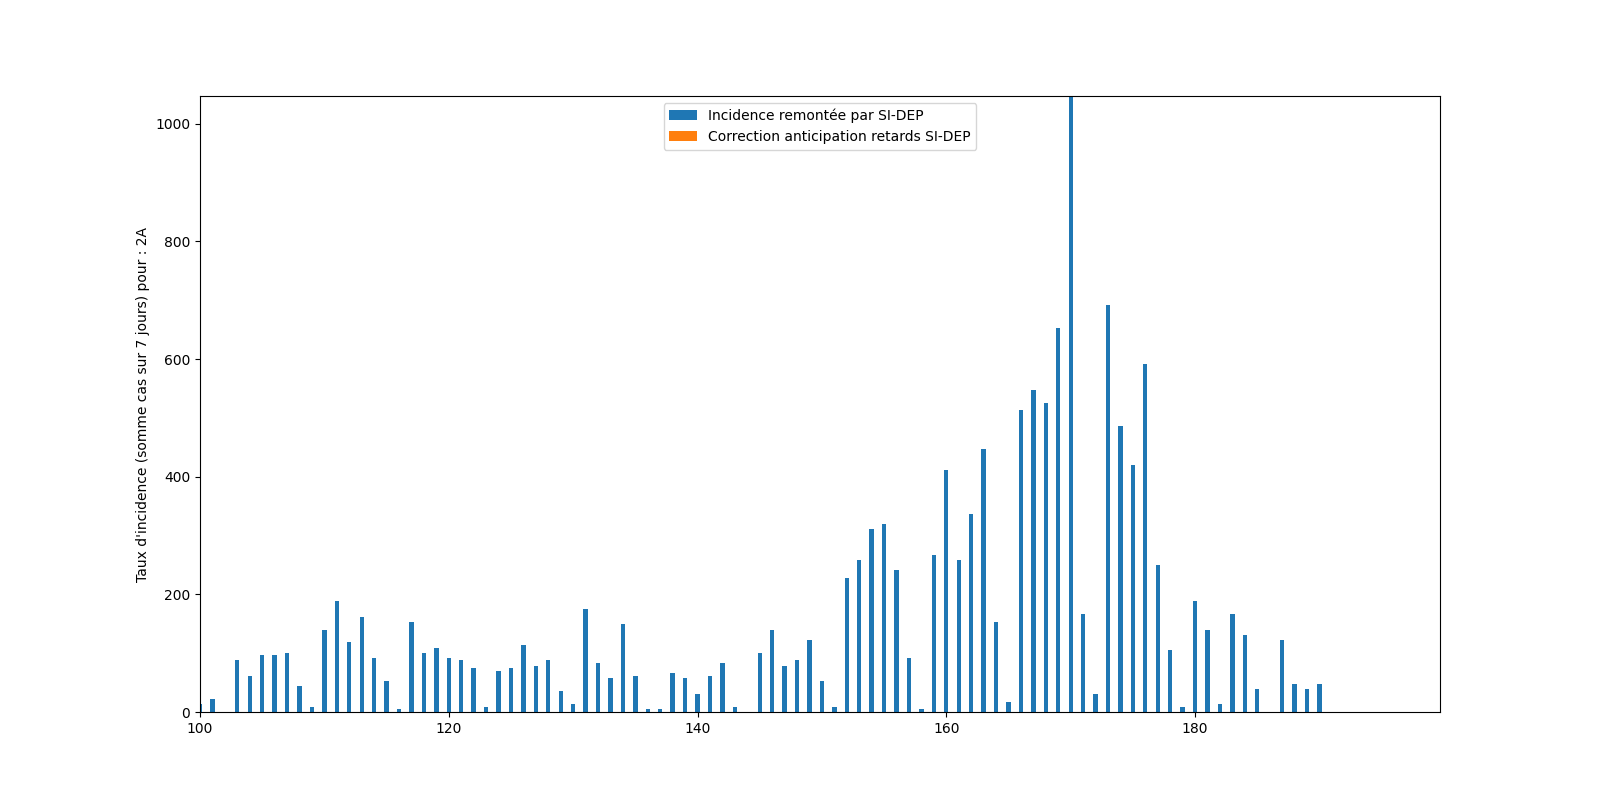 Incidence remontée par SI-DEP
Correction anticipation retards SI-DEP
Taux d'incidence (somme cas sur 7 jours) pour : 2A
1000
800
600
400
200
0
100 120 140 160 180